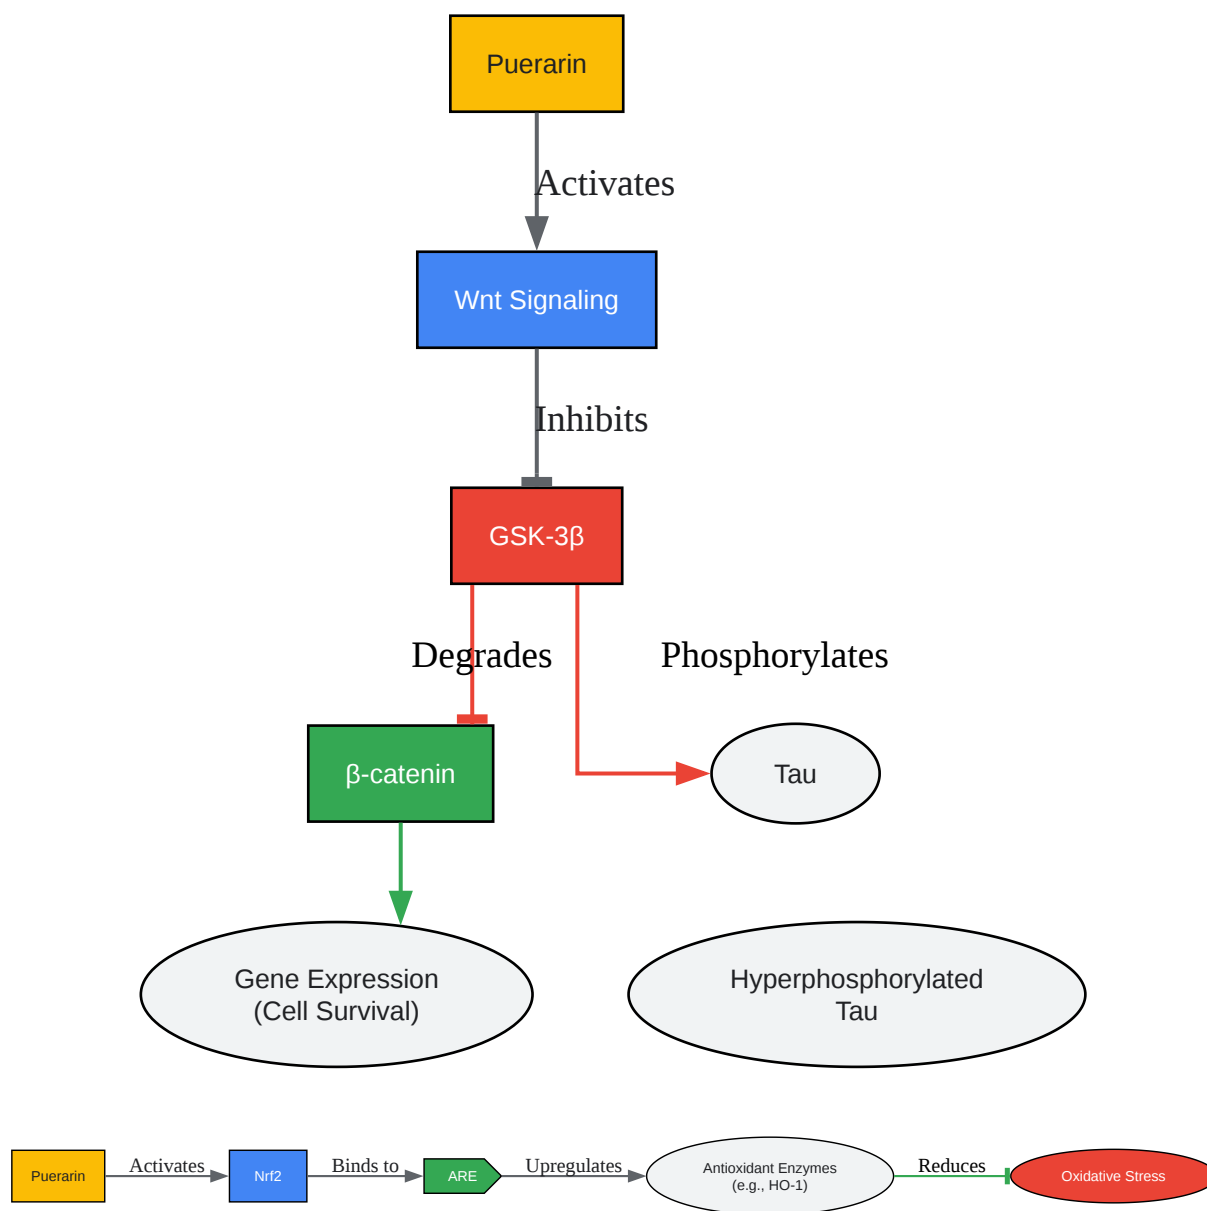 Puerarin
Activates
Wnt Signaling
Inhibits
GSK-3β
Degrades
Phosphorylates
β-catenin
Tau
Gene Expression
(Cell Survival)
Hyperphosphorylated
Tau
Puerarin
Activates
Nrf2
Binds to
ARE
Upregulates
Antioxidant Enzymes
(e.g., HO-1)
Reduces
Oxidative Stress